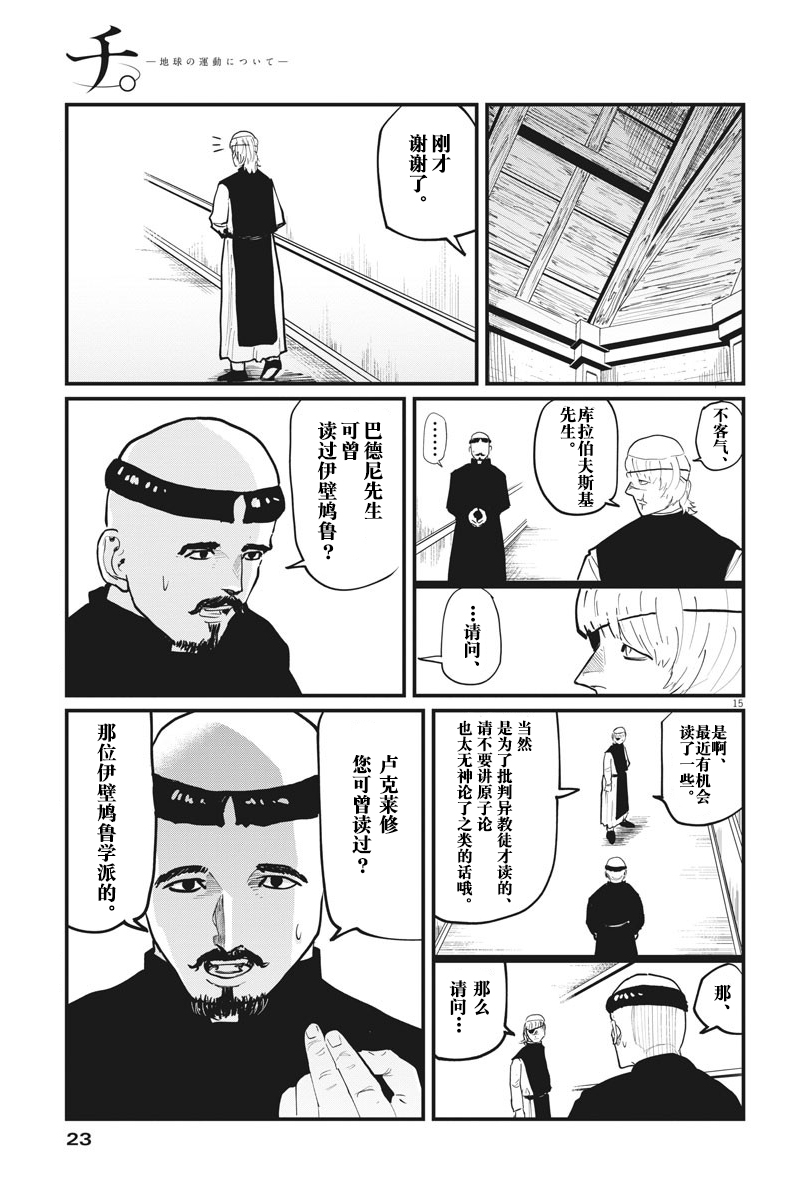 チ。
―地球の運動について―
刚才
谢谢了。
不客气、
库拉伯夫斯基
先生。
……
…请问、
巴德尼先生
可曾
读过伊壁鸠鲁？
15
是啊、
最近有机会
读了一些。
当然
是为了批判异教徒才读的、
请不要讲原子论
也太无神论了之类的话哦。
那、
那么
请问…
卢克莱修
您可曾读过？
那位伊壁鸠鲁学派的。
23